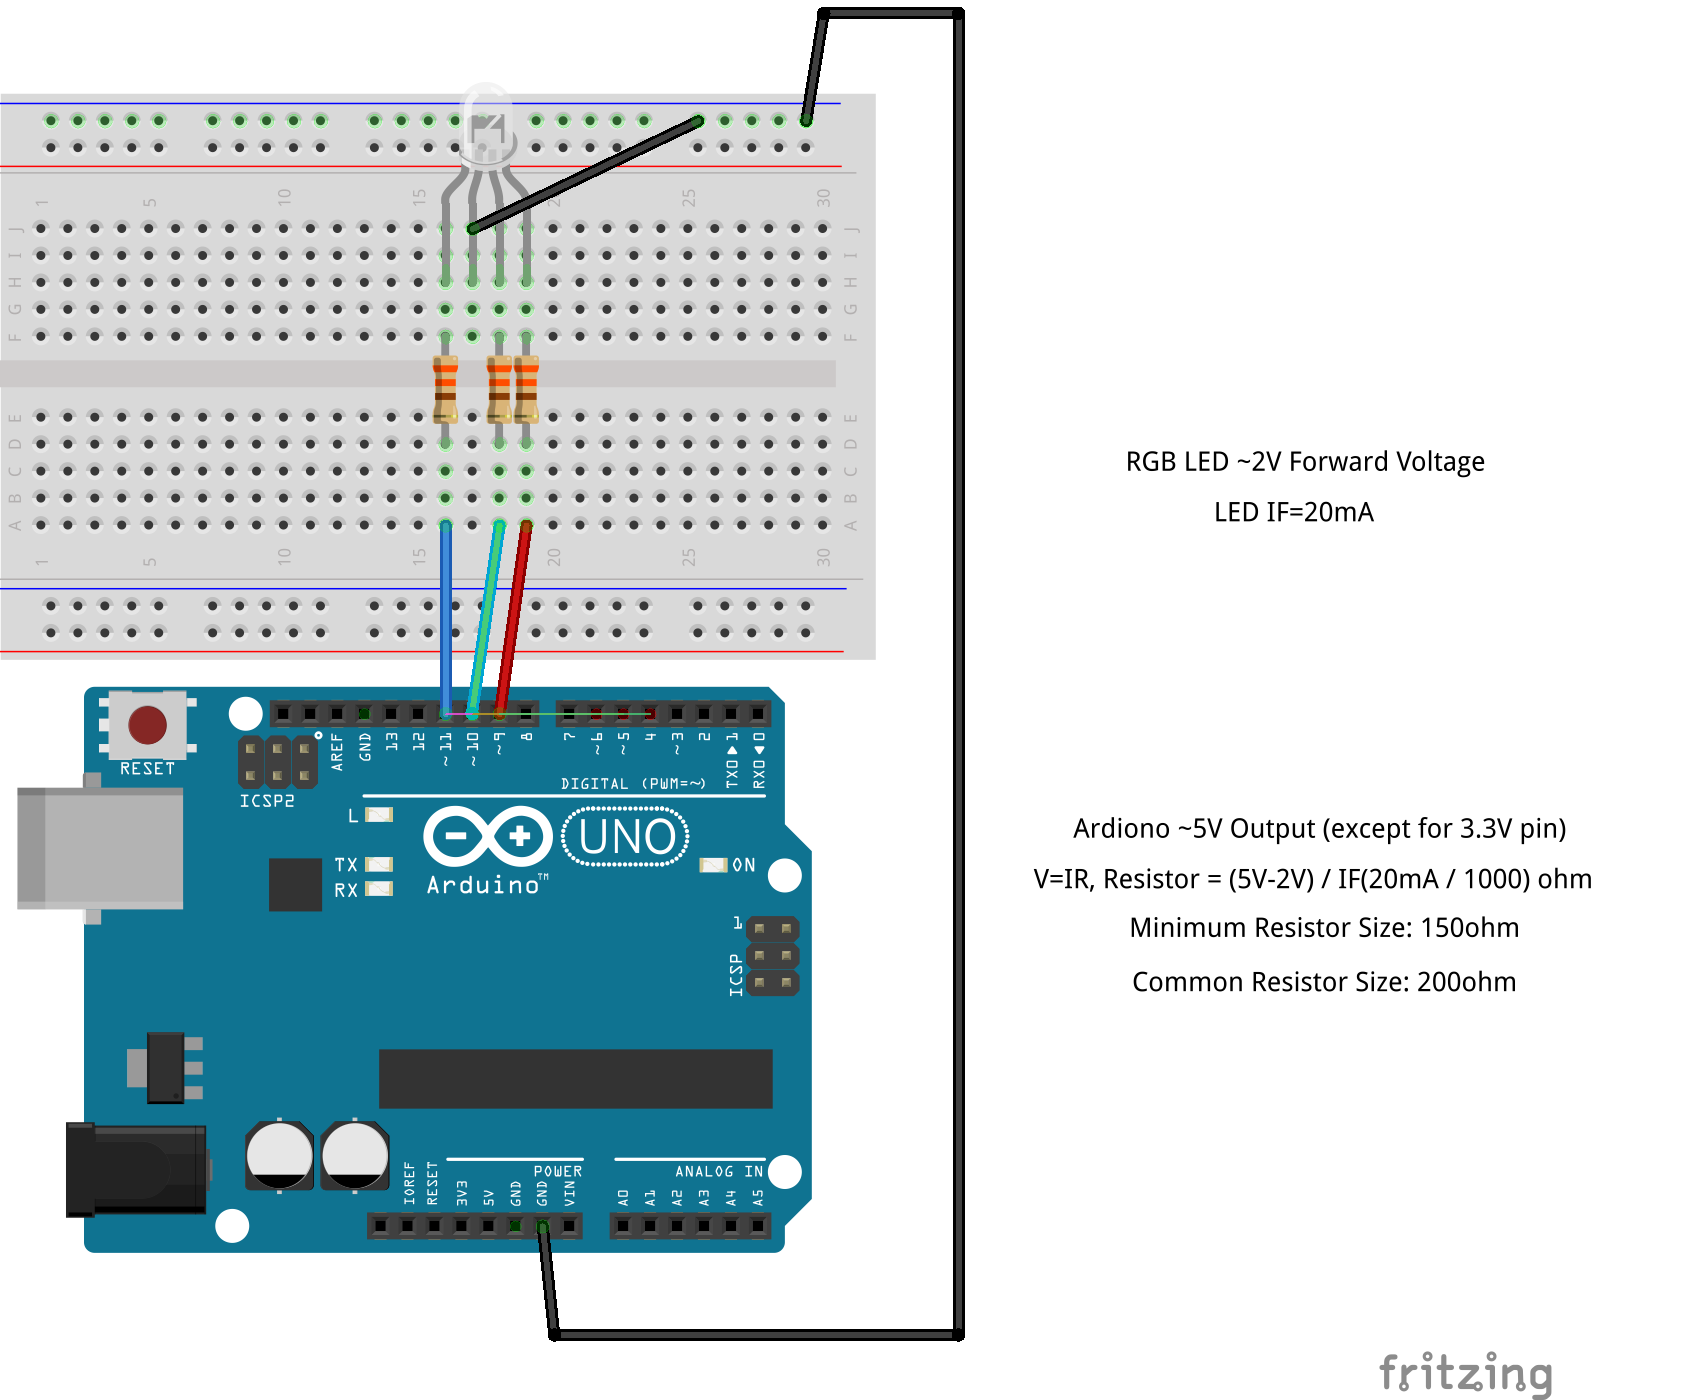 1 5 10 15 20 25 30
J J
I I
H H
G G
F F
E E
D D
C C
B B
A A
1 5 10 15 20 25 30
RGB LED ~2V Forward Voltage
LED IF=20mA
RESET
ICSP2
AREF
GND
13
12
~11
~10
~9
8
7
~6
~5
4
~3
2
TX0▶1
RX0◀0
DIGITAL (PWM=~)
L
TX
RX
UNO
Arduino™
ON
1
ICSP
Ardiono ~5V Output (except for 3.3V pin)
V=IR, Resistor = (5V-2V) / IF(20mA / 1000) ohm
Minimum Resistor Size: 150ohm
Common Resistor Size: 200ohm
POWER
ANALOG IN
IOREF
RESET
3V3
5V
GND
GND
VIN
A0
A1
A2
A3
A4
A5
fritzing